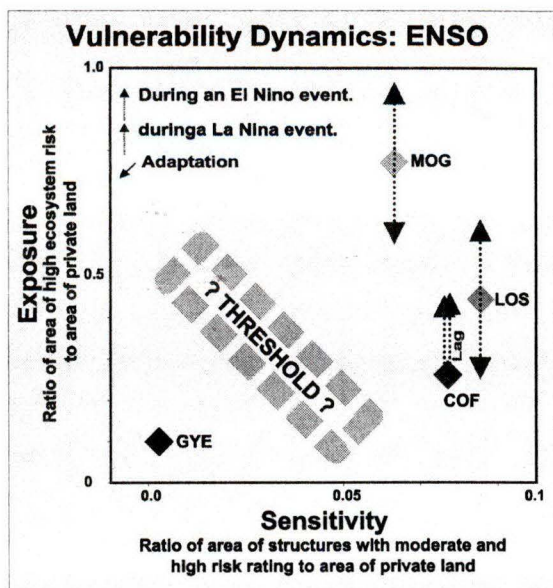 Vulnerability Dynamics: ENSO
1.0
During an El Nino event.
duringa La Nina event.
Adaptation
MOG
Exposure
Ratio of area of high ecosystem risk
to area of private land
0.5
? THRESHOLD ?
LOS
Lag
COF
GYE
0
0.0
0.05
0.1
Sensitivity
Ratio of area of structures with moderate and
high risk rating to area of private land